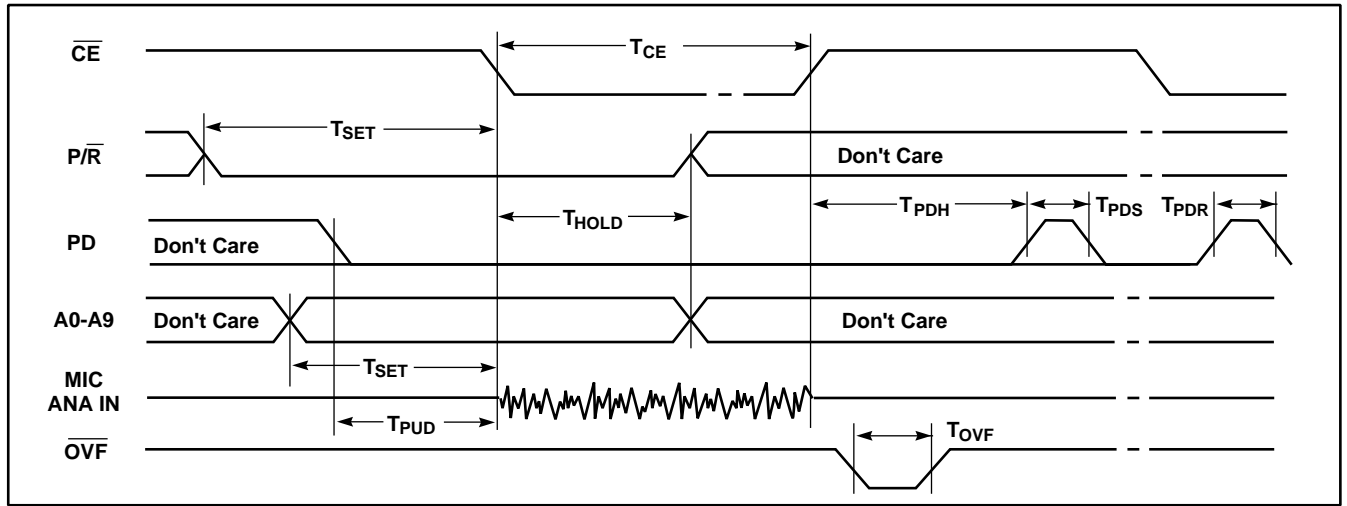 CE
T_CE
T_SET
P/R
Don't Care
T_HOLD
T_PDH
T_PDS
T_PDR
PD
Don't Care
A0-A9
Don't Care
Don't Care
T_SET
MIC
ANA IN
T_PUD
T_OVF
OVF